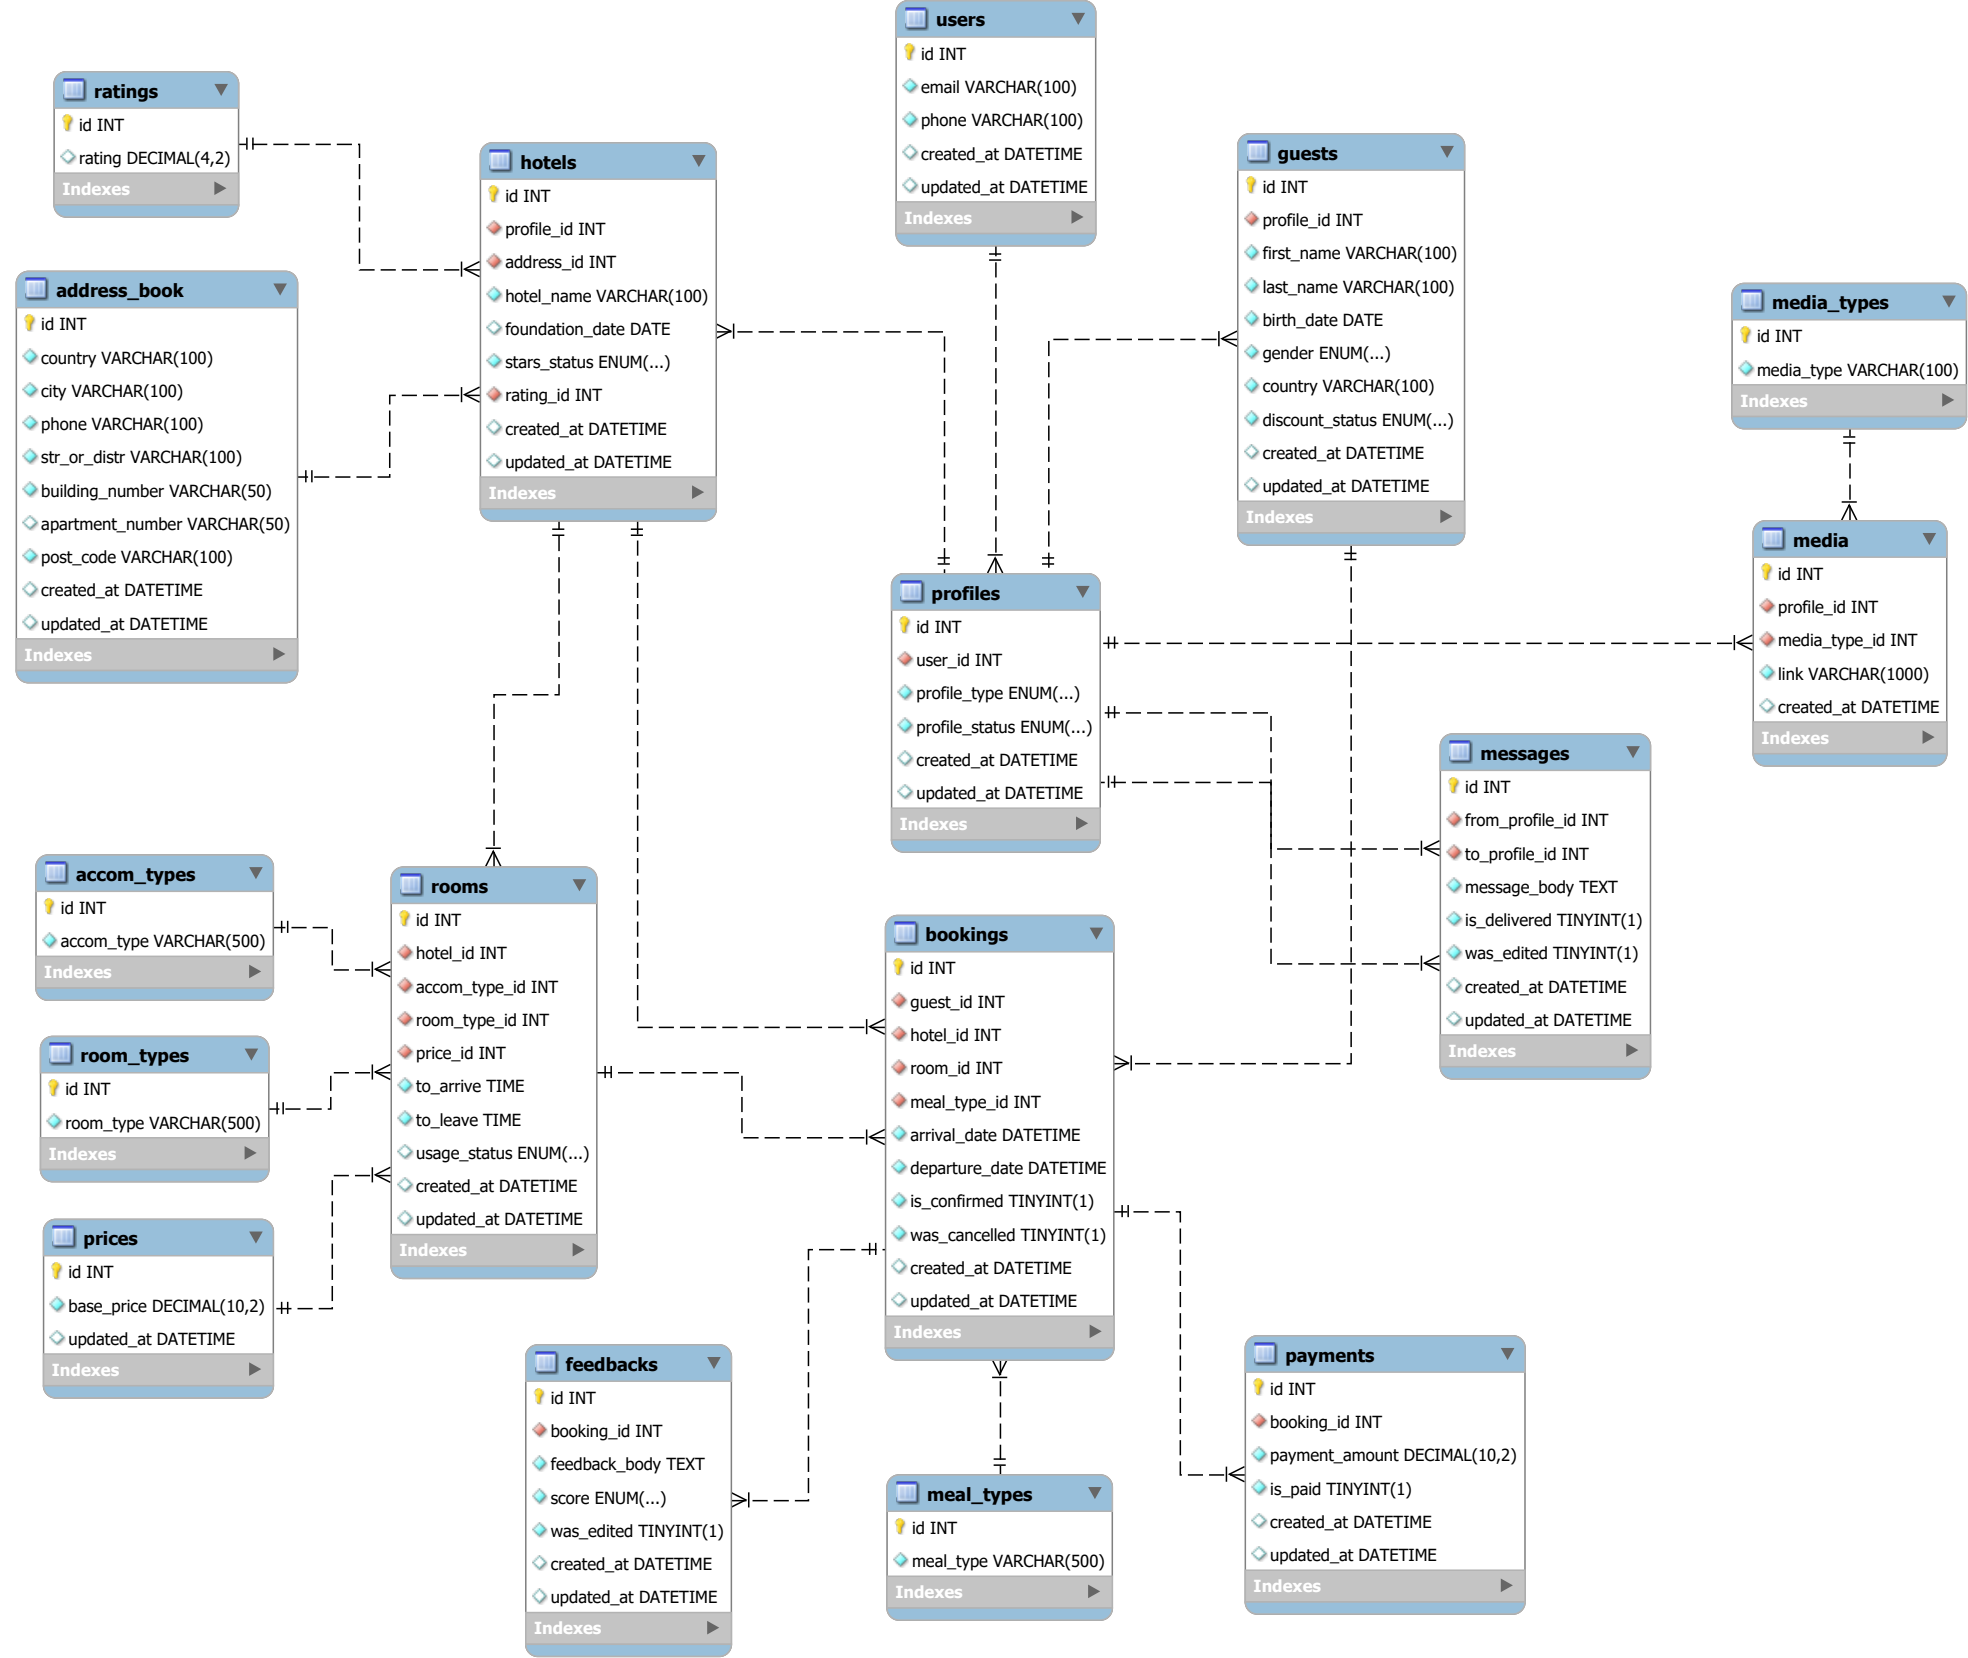 users
id INT
email VARCHAR(100)
phone VARCHAR(100)
created_at DATETIME
updated_at DATETIME
Indexes
ratings
id INT
rating DECIMAL(4,2)
Indexes
hotels
id INT
profile_id INT
address_id INT
hotel_name VARCHAR(100)
foundation_date DATE
stars_status ENUM(...)
rating_id INT
created_at DATETIME
updated_at DATETIME
Indexes
guests
id INT
profile_id INT
first_name VARCHAR(100)
last_name VARCHAR(100)
birth_date DATE
gender ENUM(...)
country VARCHAR(100)
discount_status ENUM(...)
created_at DATETIME
updated_at DATETIME
Indexes
address_book
id INT
country VARCHAR(100)
city VARCHAR(100)
phone VARCHAR(100)
str_or_distr VARCHAR(100)
building_number VARCHAR(50)
apartment_number VARCHAR(50)
post_code VARCHAR(100)
created_at DATETIME
updated_at DATETIME
Indexes
media_types
id INT
media_type VARCHAR(100)
Indexes
media
id INT
profile_id INT
media_type_id INT
link VARCHAR(1000)
created_at DATETIME
Indexes
profiles
id INT
user_id INT
profile_type ENUM(...)
profile_status ENUM(...)
created_at DATETIME
updated_at DATETIME
Indexes
messages
id INT
from_profile_id INT
to_profile_id INT
message_body TEXT
is_delivered TINYINT(1)
was_edited TINYINT(1)
created_at DATETIME
updated_at DATETIME
Indexes
accom_types
id INT
accom_type VARCHAR(500)
Indexes
rooms
id INT
hotel_id INT
accom_type_id INT
room_type_id INT
price_id INT
to_arrive TIME
to_leave TIME
usage_status ENUM(...)
created_at DATETIME
updated_at DATETIME
Indexes
bookings
id INT
guest_id INT
hotel_id INT
room_id INT
meal_type_id INT
arrival_date DATETIME
departure_date DATETIME
is_confirmed TINYINT(1)
was_cancelled TINYINT(1)
created_at DATETIME
updated_at DATETIME
Indexes
room_types
id INT
room_type VARCHAR(500)
Indexes
prices
id INT
base_price DECIMAL(10,2)
updated_at DATETIME
Indexes
feedbacks
id INT
booking_id INT
feedback_body TEXT
score ENUM(...)
was_edited TINYINT(1)
created_at DATETIME
updated_at DATETIME
Indexes
meal_types
id INT
meal_type VARCHAR(500)
Indexes
payments
id INT
booking_id INT
payment_amount DECIMAL(10,2)
is_paid TINYINT(1)
created_at DATETIME
updated_at DATETIME
Indexes